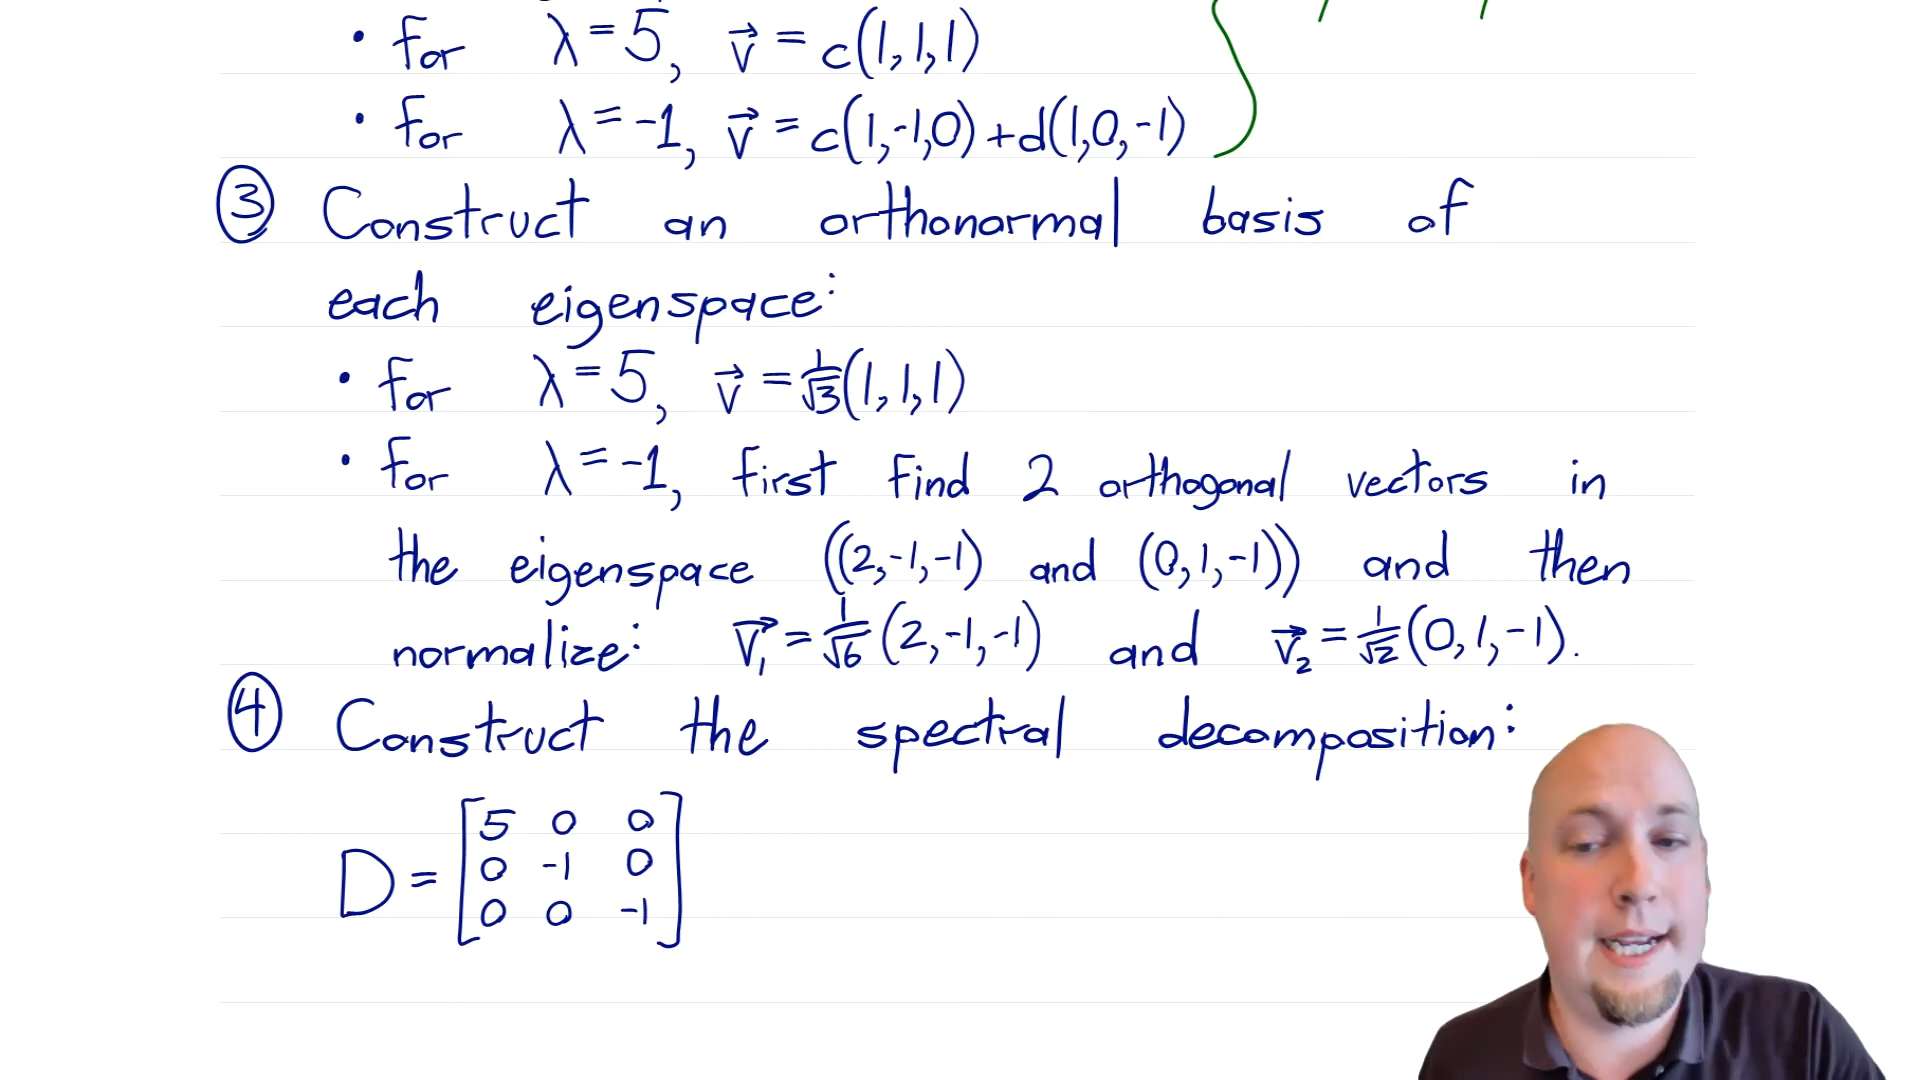 • for λ=5, v⃗ = c(1,1,1)
• for λ=-1, v⃗ = c(1,-1,0)+d(1,0,-1)
③ Construct an orthonormal basis of
each eigenspace:
• for λ=5, v⃗ = 1/√3(1,1,1)
• for λ=-1, first find 2 orthogonal vectors in
the eigenspace ((2,-1,-1) and (0,1,-1)) and then
normalize: v⃗₁ = 1/√6(2,-1,-1) and v⃗₂ = 1/√2(0,1,-1).
④ Construct the spectral decomposition:
D = [5 0 0
0 -1 0
0 0 -1]